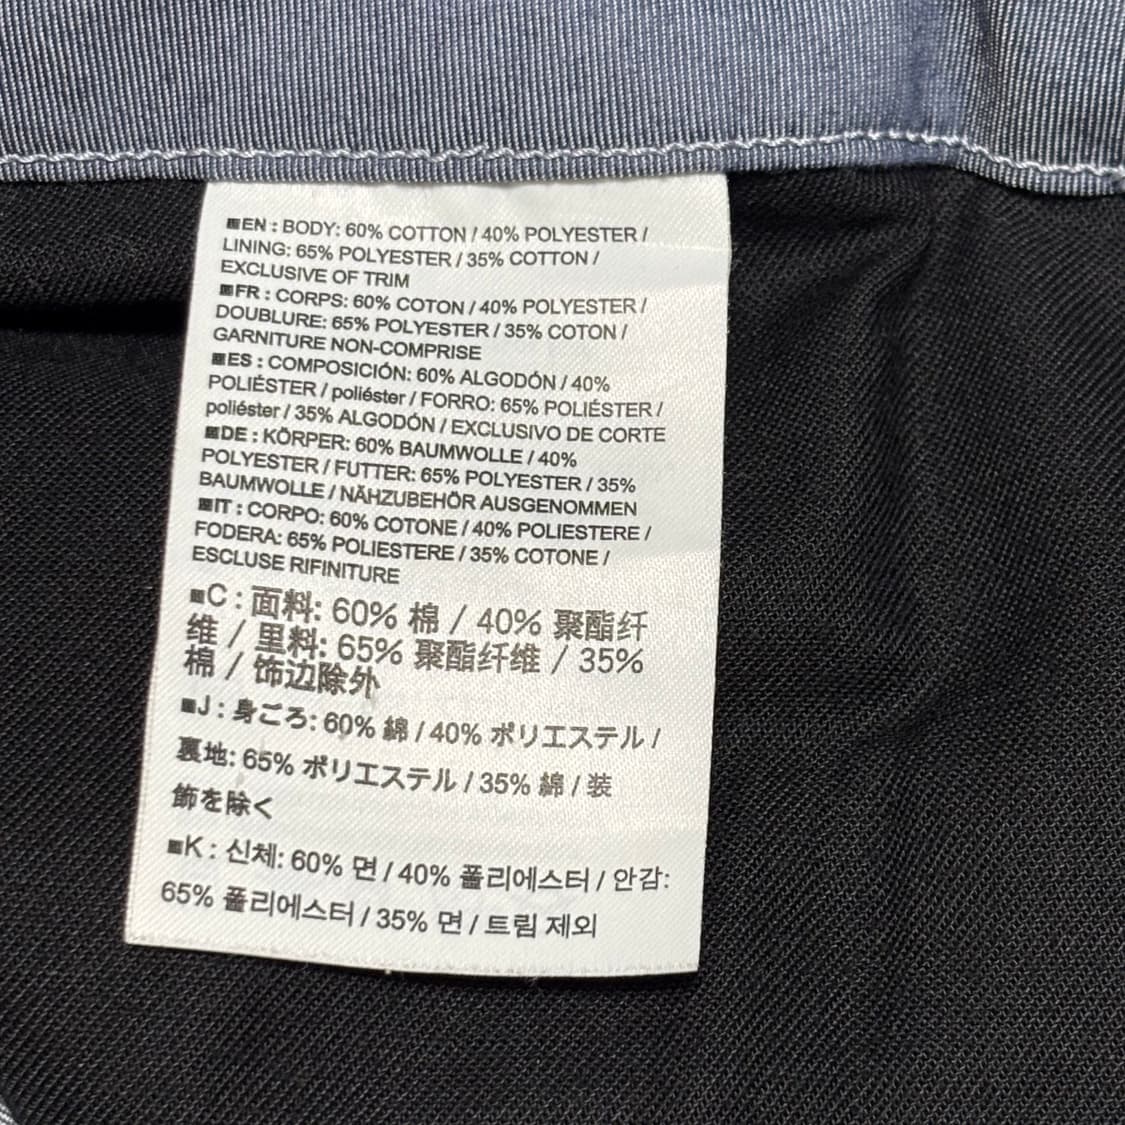 ■EN : BODY: 60% COTTON / 40% POLYESTER /
LINING: 65% POLYESTER / 35% COTTON /
EXCLUSIVE OF TRIM
■FR : CORPS: 60% COTON / 40% POLYESTER /
DOUBLURE: 65% POLYESTER / 35% COTON /
GARNITURE NON-COMPRISE
■ES : COMPOSICIÓN: 60% ALGODÓN / 40%
POLIÉSTER / poliéster / FORRO: 65% POLIÉSTER /
poliéster / 35% ALGODÓN / EXCLUSIVO DE CORTE
■DE : KÖRPER: 60% BAUMWOLLE / 40%
POLYESTER / FUTTER: 65% POLYESTER / 35%
BAUMWOLLE / NÄHZUBEHÖR AUSGENOMMEN
■IT : CORPO: 60% COTONE / 40% POLIESTERE /
FODERA: 65% POLIESTERE / 35% COTONE /
ESCLUSE RIFINITURE
■C : 面料: 60% 棉 / 40% 聚酯纤
维 / 里料: 65% 聚酯纤维 / 35%
棉 / 饰边除外
■J : 身ごろ: 60% 綿 / 40% ポリエステル /
裏地: 65% ポリエステル / 35% 綿 / 装
飾を除く
■K : 신체: 60% 면 / 40% 폴리에스터 / 안감:
65% 폴리에스터 / 35% 면 / 트림 제외